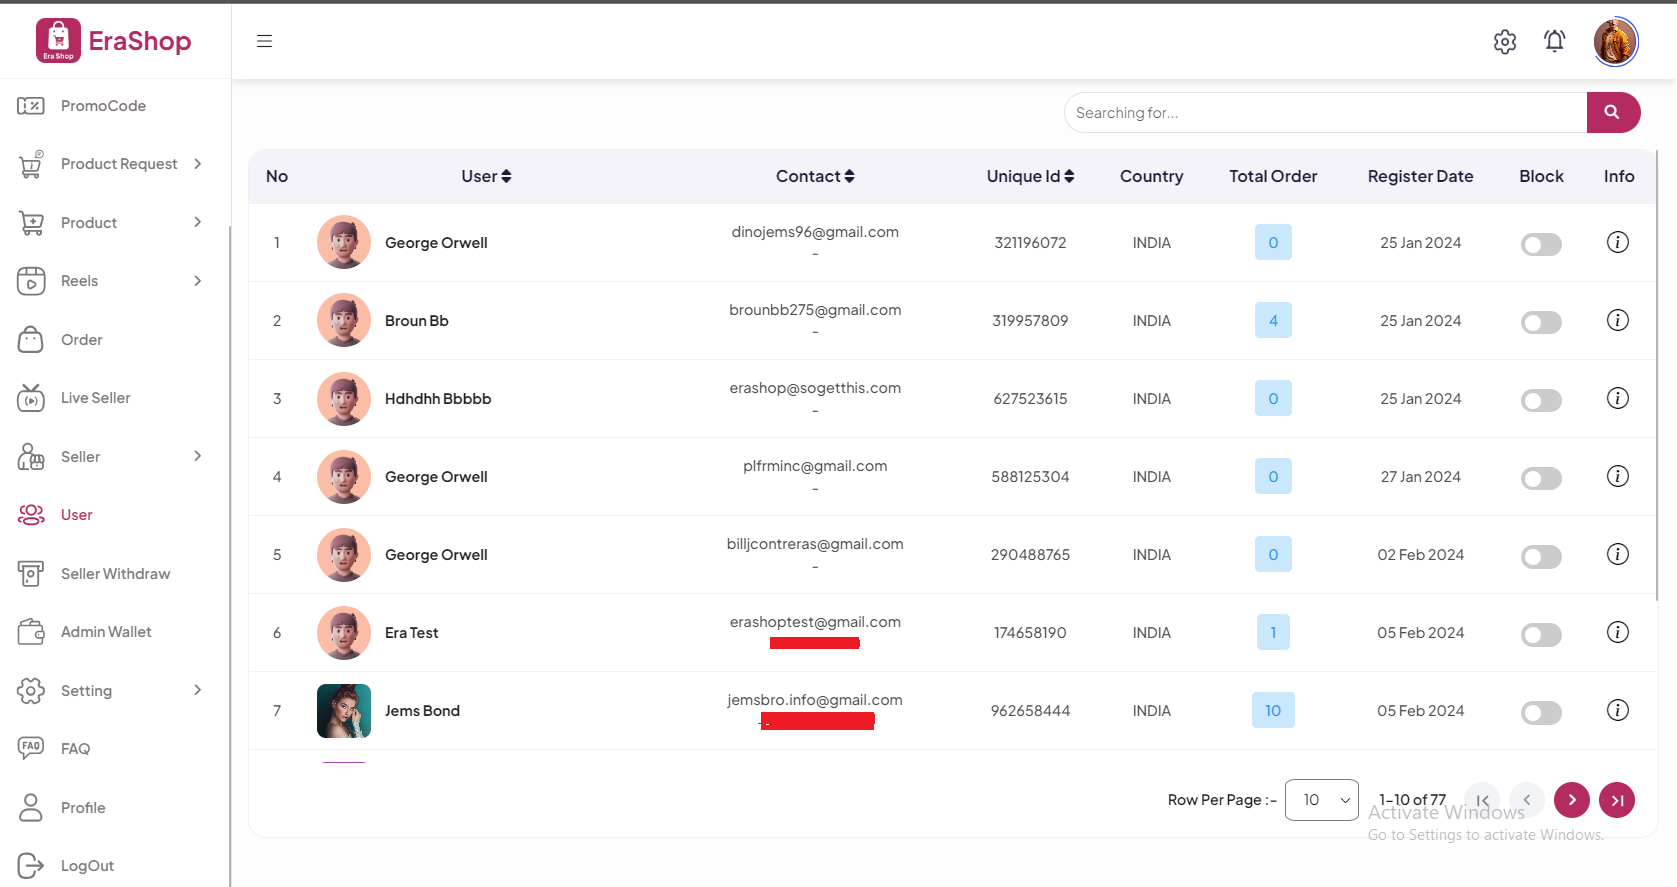 Era Shop
EraShop
PromoCode
Product Request
Product
Reels
Order
Live Seller
Seller
User
Seller Withdraw
Admin Wallet
Setting
FAQ
FAQ
Profile
LogOut
Searching for...
No User Contact Unique Id Country Total Order Register Date Block Info
1 George Orwell dinojems96@gmail.com 321196072 INDIA 0 25 Jan 2024
-
2 Broun Bb brounbb275@gmail.com 319957809 INDIA 4 25 Jan 2024
-
3 Hdhdhh Bbbbb erashop@sogetthis.com 627523615 INDIA 0 25 Jan 2024
-
4 George Orwell plfrminc@gmail.com 588125304 INDIA 0 27 Jan 2024
-
5 George Orwell billjcontreras@gmail.com 290488765 INDIA 0 02 Feb 2024
-
6 Era Test erashoptest@gmail.com 174658190 INDIA 1 05 Feb 2024
7 Jems Bond jemsbro.info@gmail.com 962658444 INDIA 10 05 Feb 2024
Row Per Page :- 10 1-10 of 77
Activate Windows
Go to Settings to activate Windows.